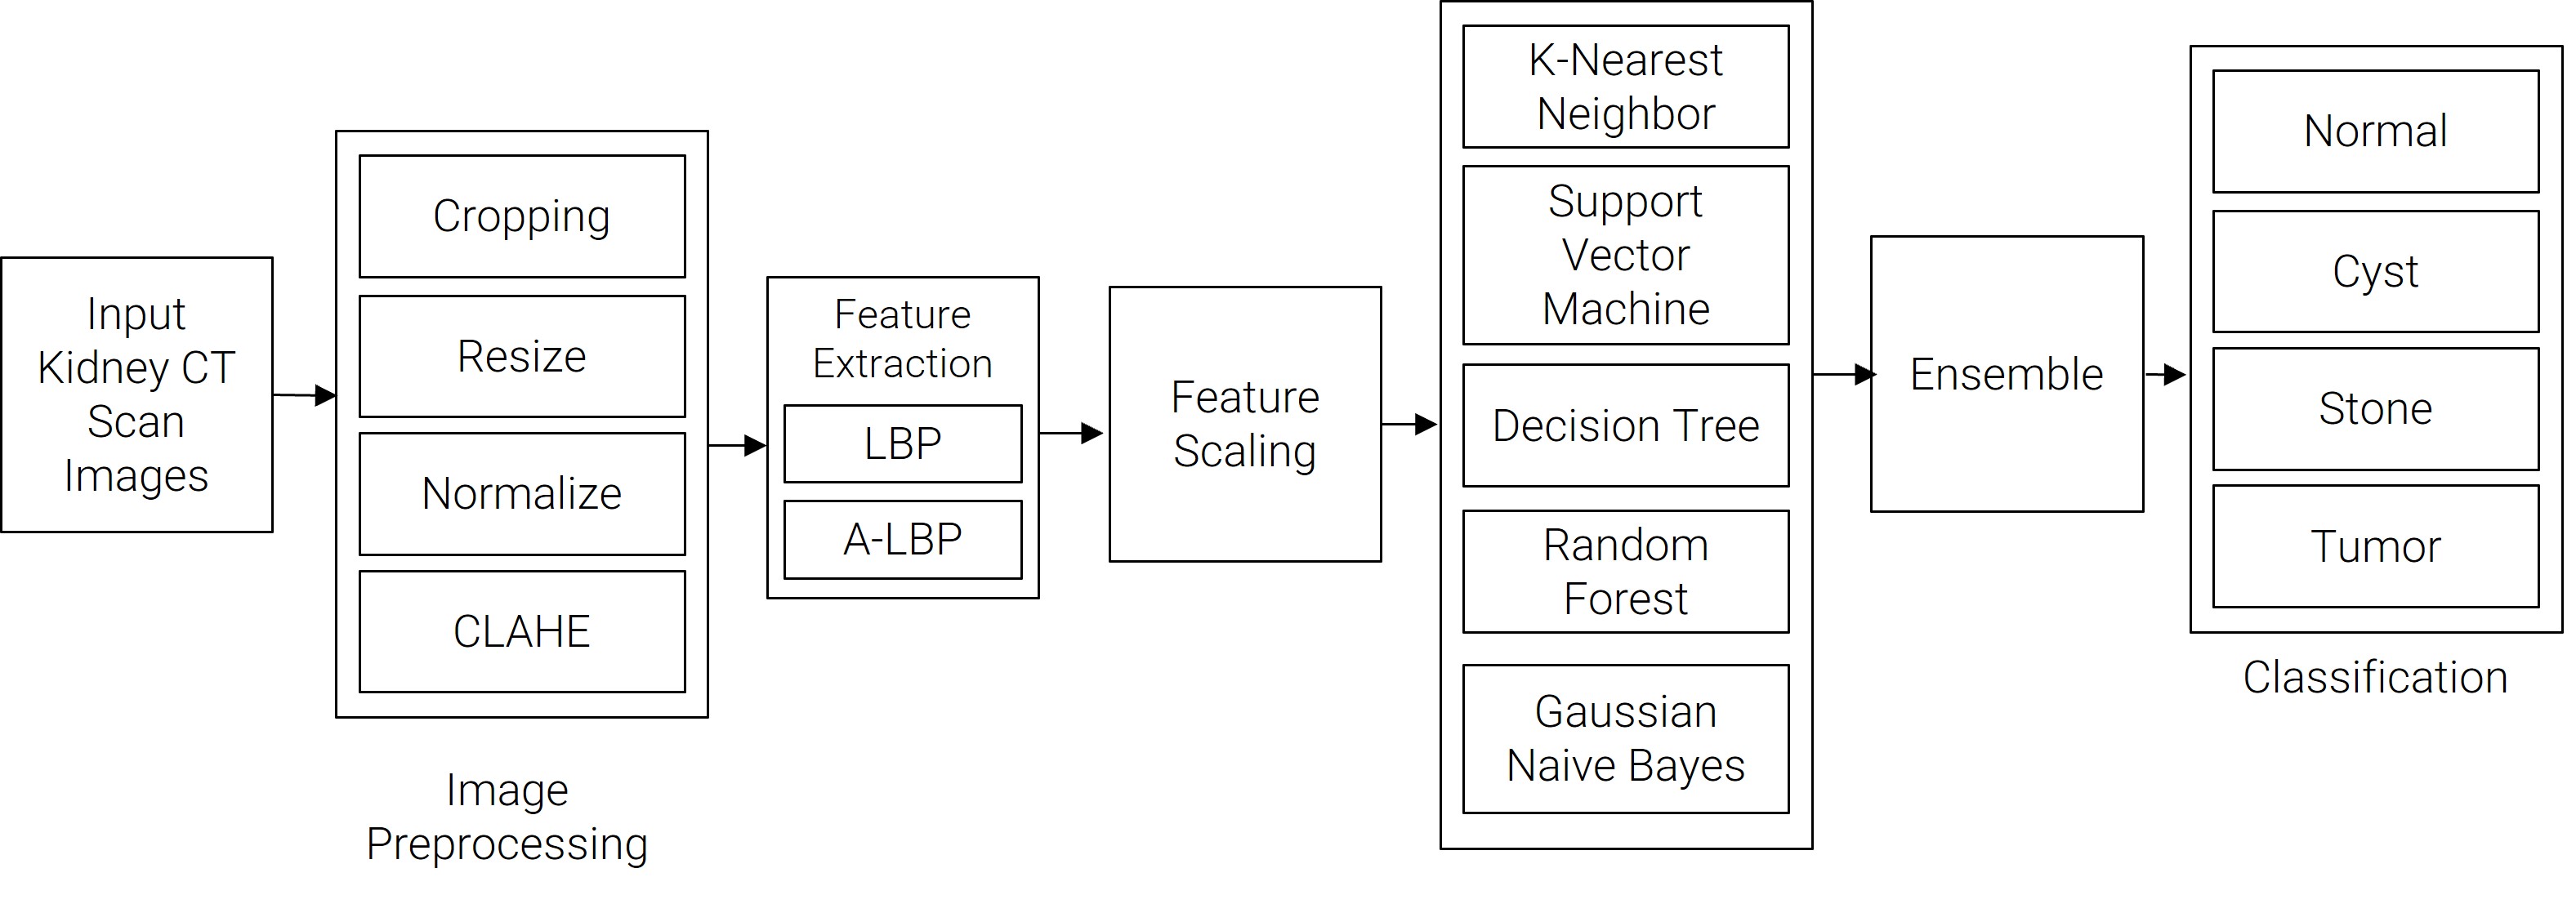 Input
Kidney CT
Scan
Images
Cropping
Resize
Normalize
CLAHE
Image
Preprocessing
Feature
Extraction
LBP
A-LBP
Feature
Scaling
K-Nearest
Neighbor
Support
Vector
Machine
Decision Tree
Random
Forest
Gaussian
Naive Bayes
Ensemble
Normal
Cyst
Stone
Tumor
Classification